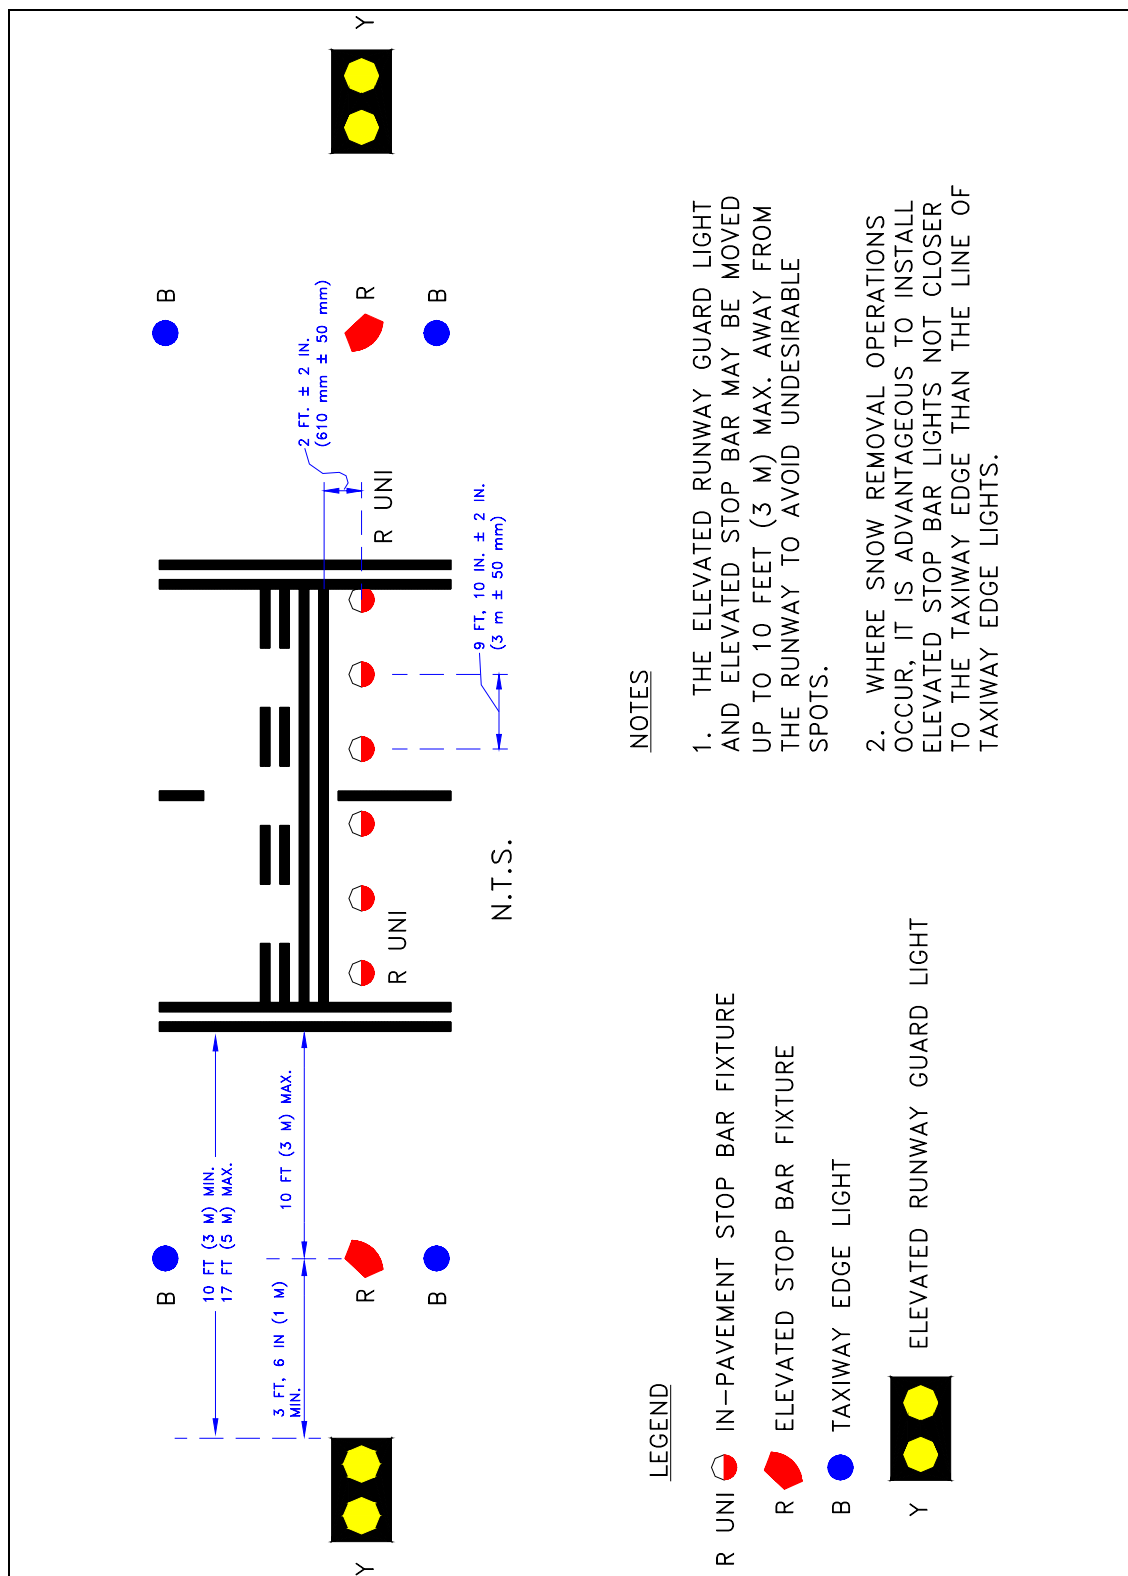 Y
B
R
B
2 FT. ± 2 IN.
(610 mm ± 50 mm)
R UNI
9 FT, 10 IN. ± 2 IN.
(3 m ± 50 mm)
R UNI
N.T.S.
10 FT (3 M) MIN.
17 FT (5 M) MAX.
10 FT (3 M) MAX.
3 FT, 6 IN (1 M)
MIN.
B
R
B
Y
LEGEND
R UNI IN-PAVEMENT STOP BAR FIXTURE
R ELEVATED STOP BAR FIXTURE
B TAXIWAY EDGE LIGHT
Y ELEVATED RUNWAY GUARD LIGHT
NOTES
1. THE ELEVATED RUNWAY GUARD LIGHT
AND ELEVATED STOP BAR MAY BE MOVED
UP TO 10 FEET (3 M) MAX. AWAY FROM
THE RUNWAY TO AVOID UNDESIRABLE
SPOTS.
2. WHERE SNOW REMOVAL OPERATIONS
OCCUR, IT IS ADVANTAGEOUS TO INSTALL
ELEVATED STOP BAR LIGHTS NOT CLOSER
TO THE TAXIWAY EDGE THAN THE LINE OF
TAXIWAY EDGE LIGHTS.